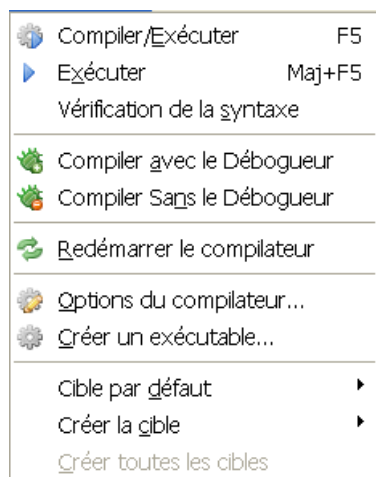 Compiler/Exécuter F5
Exécuter Maj+F5
Vérification de la syntaxe
Compiler avec le Débogueur
Compiler Sans le Débogueur
Redémarrer le compilateur
Options du compilateur...
Créer un exécutable...
Cible par défaut
Créer la cible
Créer toutes les cibles